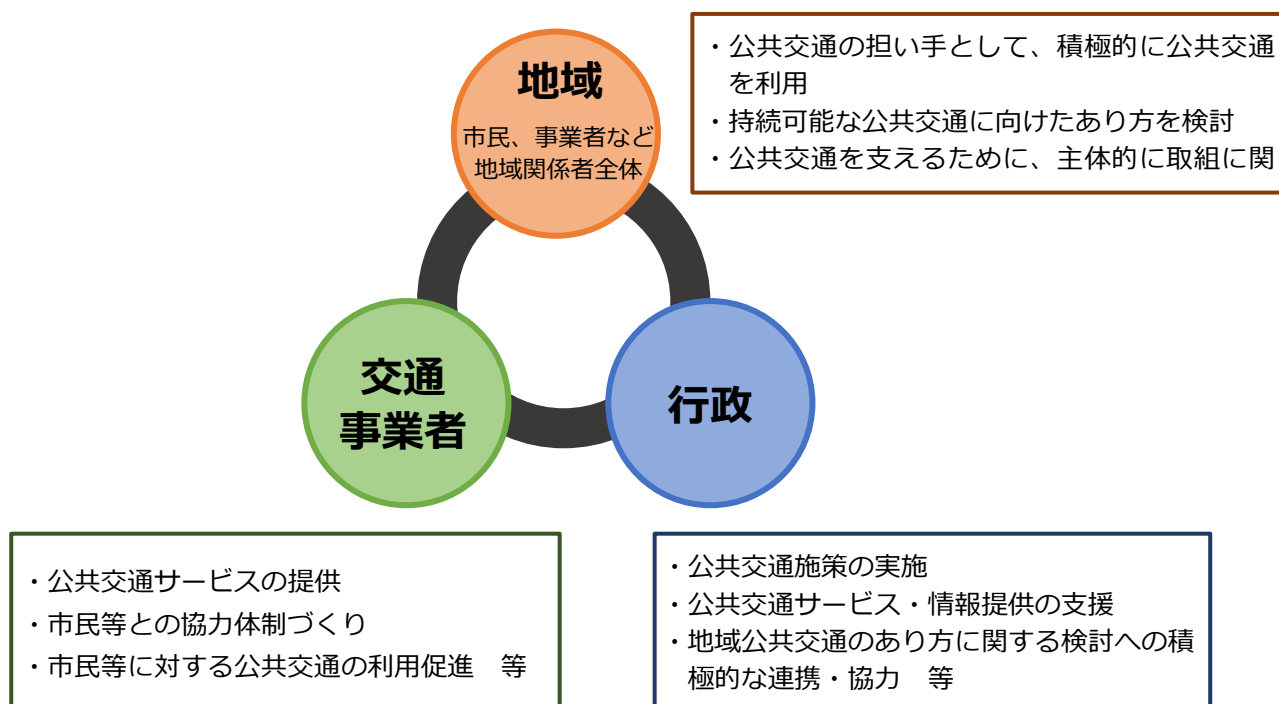 地域
市民、事業者など
地域関係者全体
・公共交通の担い手として、積極的に公共交通
を利用
・持続可能な公共交通に向けたあり方を検討
・公共交通を支えるために、主体的に取組に関
交通
事業者
行政
・公共交通サービスの提供
・市民等との協力体制づくり
・市民等に対する公共交通の利用促進　等
・公共交通施策の実施
・公共交通サービス・情報提供の支援
・地域公共交通のあり方に関する検討への積
極的な連携・協力　等